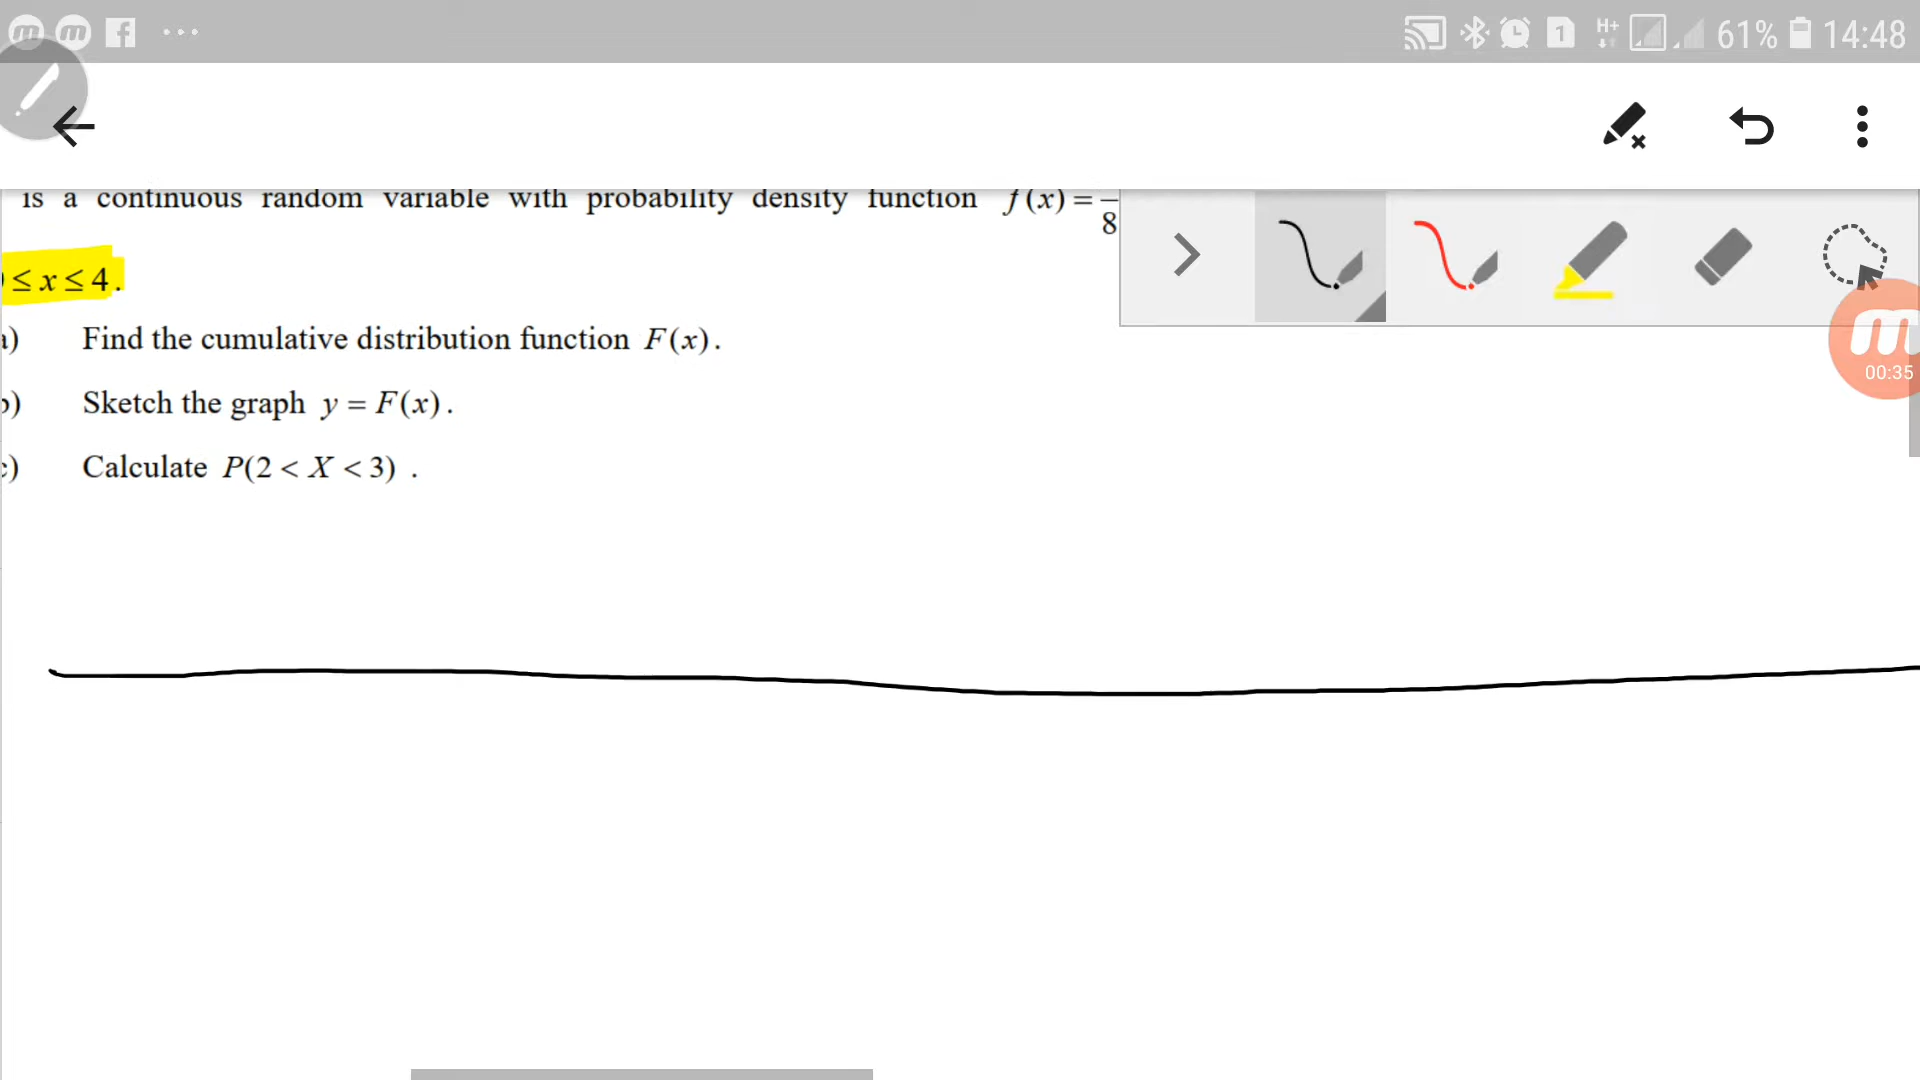 61% 14:48
is a continuous random variable with probability density function f(x) = — 8
≤ x ≤ 4.
) Find the cumulative distribution function F(x).
) Sketch the graph y = F(x).
) Calculate P(2 < X < 3) .
00:35